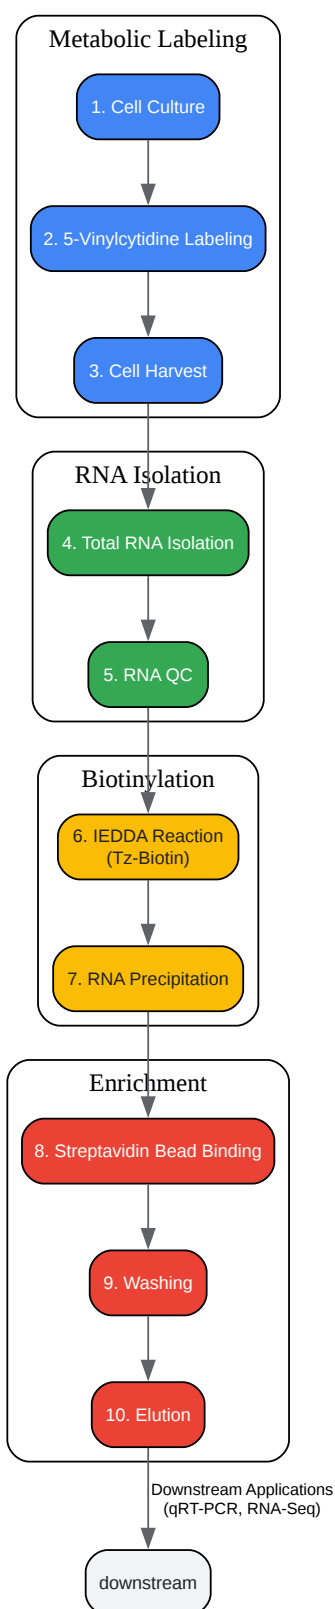 Metabolic Labeling
1. Cell Culture
2. 5-Vinylcytidine Labeling
3. Cell Harvest
RNA Isolation
4. Total RNA Isolation
5. RNA QC
Biotinylation
6. IEDDA Reaction
(Tz-Biotin)
7. RNA Precipitation
Enrichment
8. Streptavidin Bead Binding
9. Washing
10. Elution
Downstream Applications
(qRT-PCR, RNA-Seq)
downstream